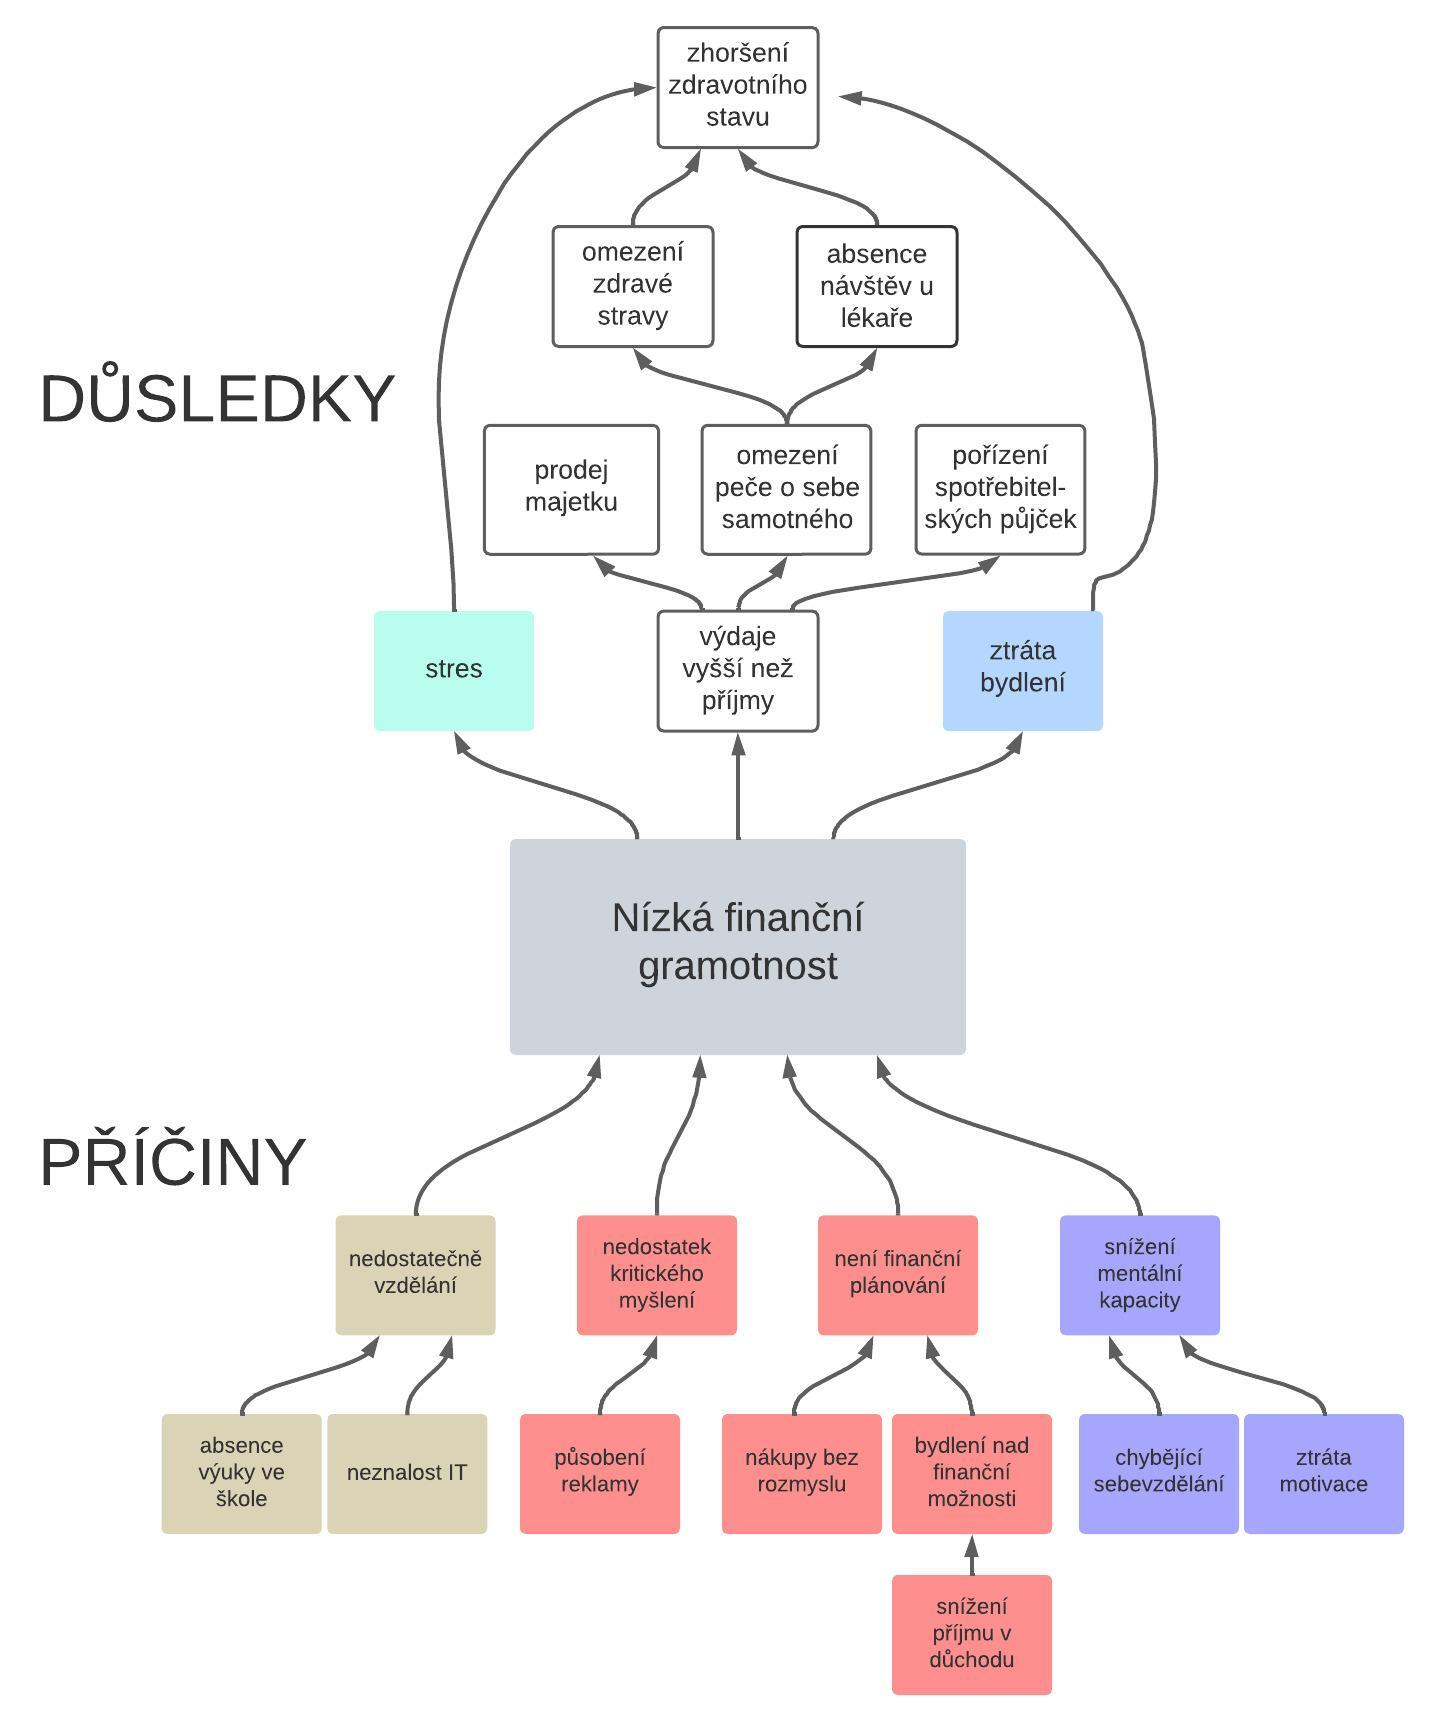 zhoršení
zdravotního
stavu
omezení
zdravé
stravy
absence
návštěv u
lékaře
DŮSLEDKY
prodej
majetku
omezení
peče o sebe
samotného
pořízení
spotřebitel-
ských půjček
stres
výdaje
vyšší než
příjmy
ztráta
bydlení
Nízká finanční
gramotnost
PŘÍČINY
nedostatečně
vzdělání
nedostatek
kritického
myšlení
není finanční
plánování
snížení
mentální
kapacity
absence
výuky ve
škole
neznalost IT
působení
reklamy
nákupy bez
rozmyslu
bydlení nad
finanční
možnosti
chybějící
sebevzdělání
ztráta
motivace
snížení
příjmu v
důchodu